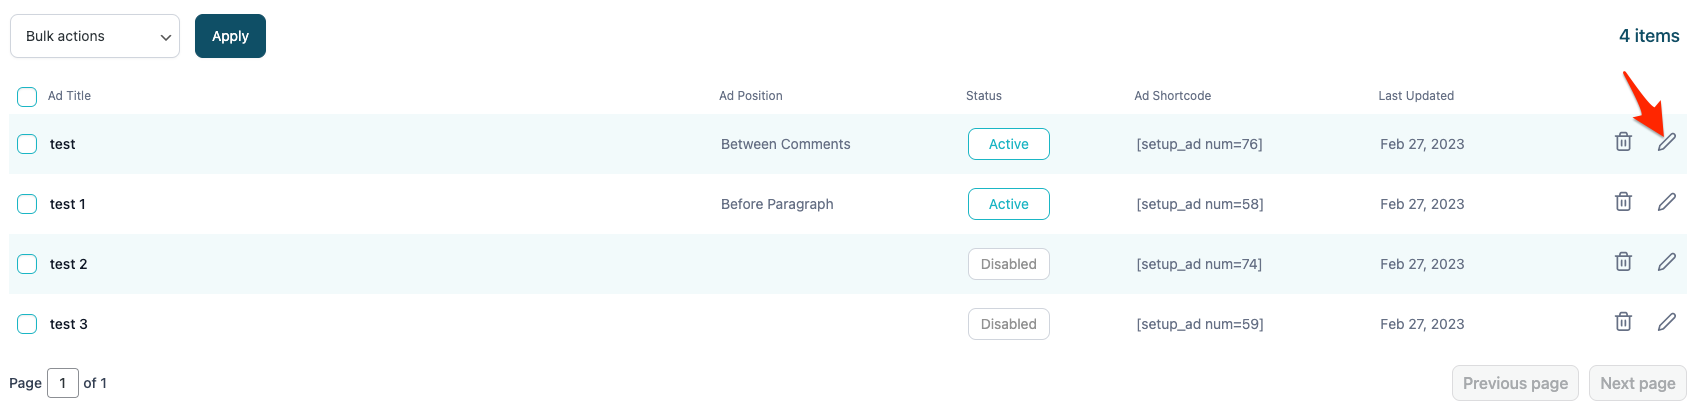 Bulk actions Apply 4 items
Ad Title Ad Position Status Ad Shortcode Last Updated
test Between Comments Active [setup_ad num=76] Feb 27, 2023
test 1 Before Paragraph Active [setup_ad num=58] Feb 27, 2023
test 2 Disabled [setup_ad num=74] Feb 27, 2023
test 3 Disabled [setup_ad num=59] Feb 27, 2023
Page 1 of 1 Previous page Next page